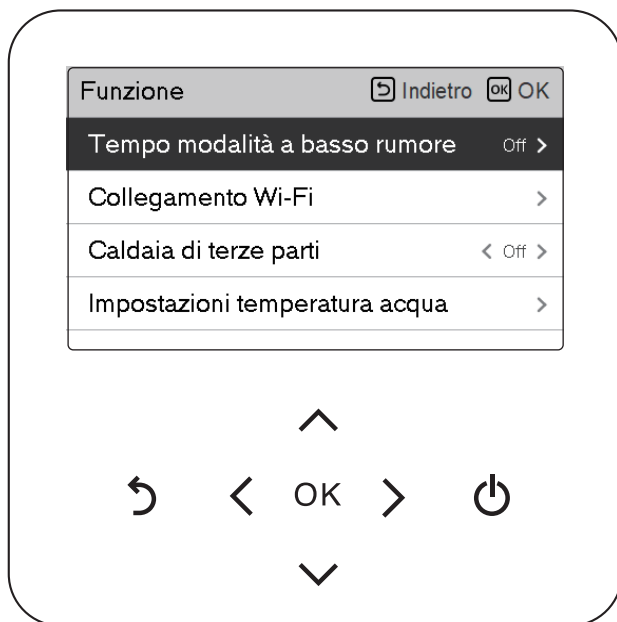 Funzione Indietro OK OK
Tempo modalità a basso rumore Off
Collegamento Wi-Fi
Caldaia di terze parti Off
Impostazioni temperatura acqua
OK